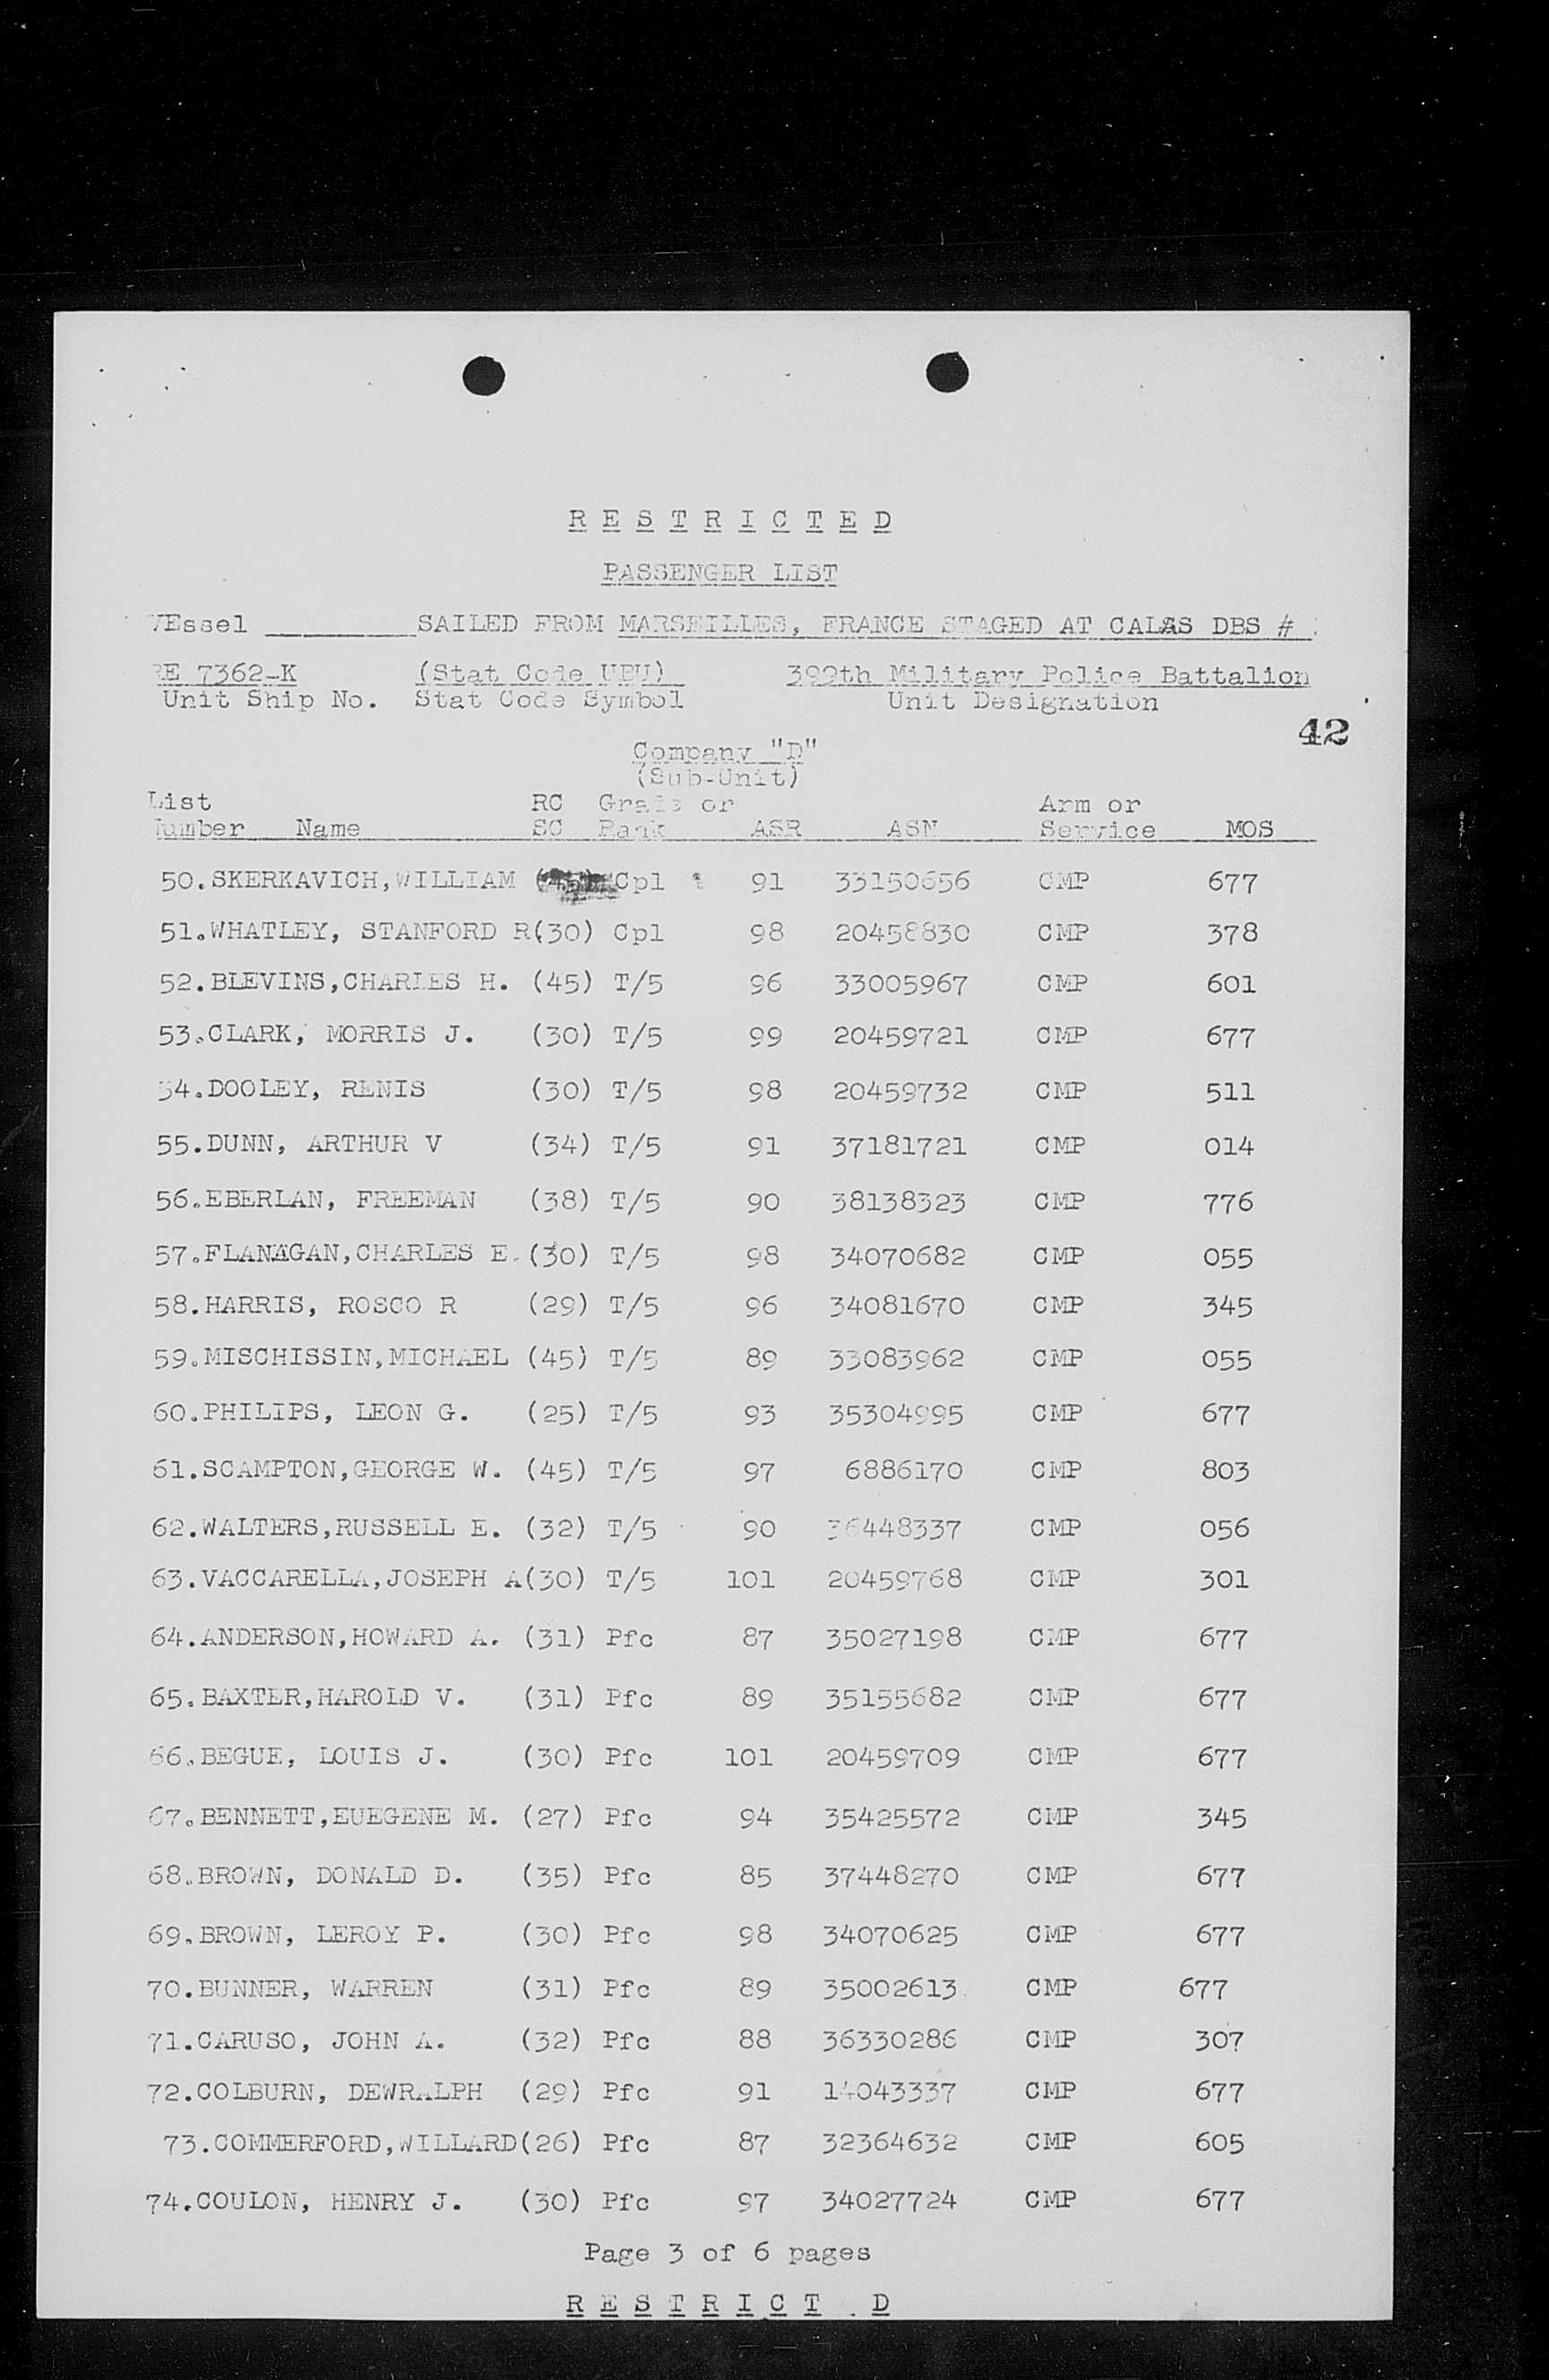 R E S T R I C T E D
PASSENGER LIST
VEssel SAILED FROM MARSEILLES, FRANCE STAGED AT CALAS DBS #
RE 7362-K (Stat Code UPU) 399th Military Police Battalion
Unit Ship No. Stat Code Symbol Unit Designation
42
Company "D"
(Sub-Unit)
List RC Grade or Arm or
Number Name SC Rank ASR ASN Service MOS
50.SKERKAVICH,WILLIAM (45) Cpl 91 33150656 CMP 677
51.WHATLEY, STANFORD R(30) Cpl 98 20458830 CMP 378
52.BLEVINS,CHARLES H. (45) T/5 96 33005967 CMP 601
53.CLARK, MORRIS J. (30) T/5 99 20459721 CMP 677
54.DOOLEY, RENIS (30) T/5 98 20459732 CMP 511
55.DUNN, ARTHUR V (34) T/5 91 37181721 CMP 014
56.EBERLAN, FREEMAN (38) T/5 90 38138323 CMP 776
57.FLANAGAN,CHARLES E.(30) T/5 98 34070682 CMP 055
58.HARRIS, ROSCO R (29) T/5 96 34081670 CMP 345
59.MISCHISSIN,MICHAEL (45) T/5 89 33083962 CMP 055
60.PHILIPS, LEON G. (25) T/5 93 35304995 CMP 677
61.SCAMPTON,GEORGE W. (45) T/5 97 6886170 CMP 803
62.WALTERS,RUSSELL E. (32) T/5 90 36448337 CMP 056
63.VACCARELLA,JOSEPH A(30) T/5 101 20459768 CMP 301
64.ANDERSON,HOWARD A. (31) Pfc 87 35027198 CMP 677
65.BAXTER,HAROLD V. (31) Pfc 89 35155682 CMP 677
66.BEGUE, LOUIS J. (30) Pfc 101 20459709 CMP 677
67.BENNETT,EUEGENE M. (27) Pfc 94 35425572 CMP 345
68.BROWN, DONALD D. (35) Pfc 85 37448270 CMP 677
69.BROWN, LEROY P. (30) Pfc 98 34070625 CMP 677
70.BUNNER, WARREN (31) Pfc 89 35002613 CMP 677
71.CARUSO, JOHN A. (32) Pfc 88 36330286 CMP 307
72.COLBURN, DEWRALPH (29) Pfc 91 14043337 CMP 677
73.COMMERFORD,WILLARD(26) Pfc 87 32364632 CMP 605
74.COULON, HENRY J. (30) Pfc 97 34027724 CMP 677
Page 3 of 6 pages
R E S T R I C T D